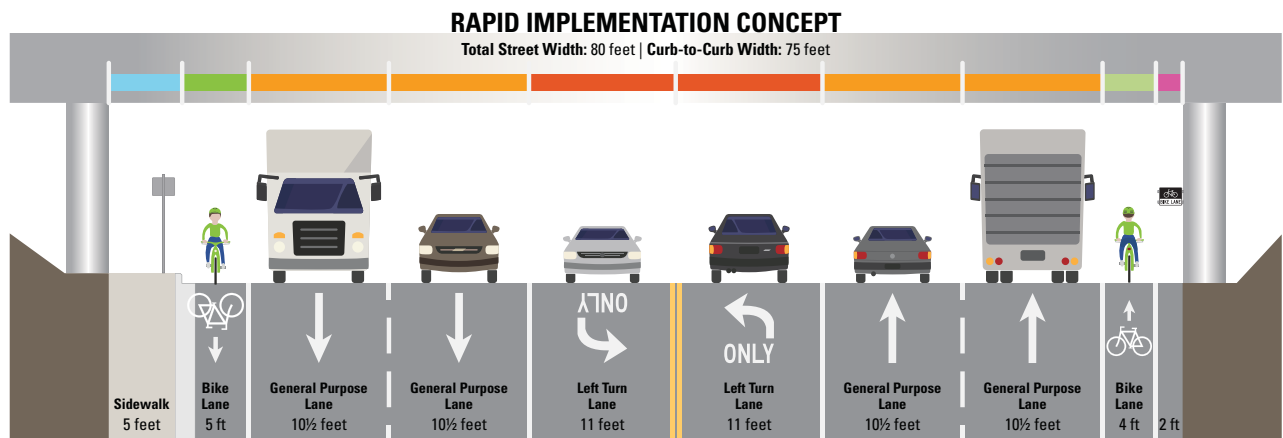 RAPID IMPLEMENTATION CONCEPT
Total Street Width: 80 feet | Curb-to-Curb Width: 75 feet
BIKE LANE
ONLY
ONLY
Sidewalk
5 feet
Bike
Lane
5 ft
General Purpose
Lane
10½ feet
General Purpose
Lane
10½ feet
Left Turn
Lane
11 feet
Left Turn
Lane
11 feet
General Purpose
Lane
10½ feet
General Purpose
Lane
10½ feet
Bike
Lane
4 ft
2 ft